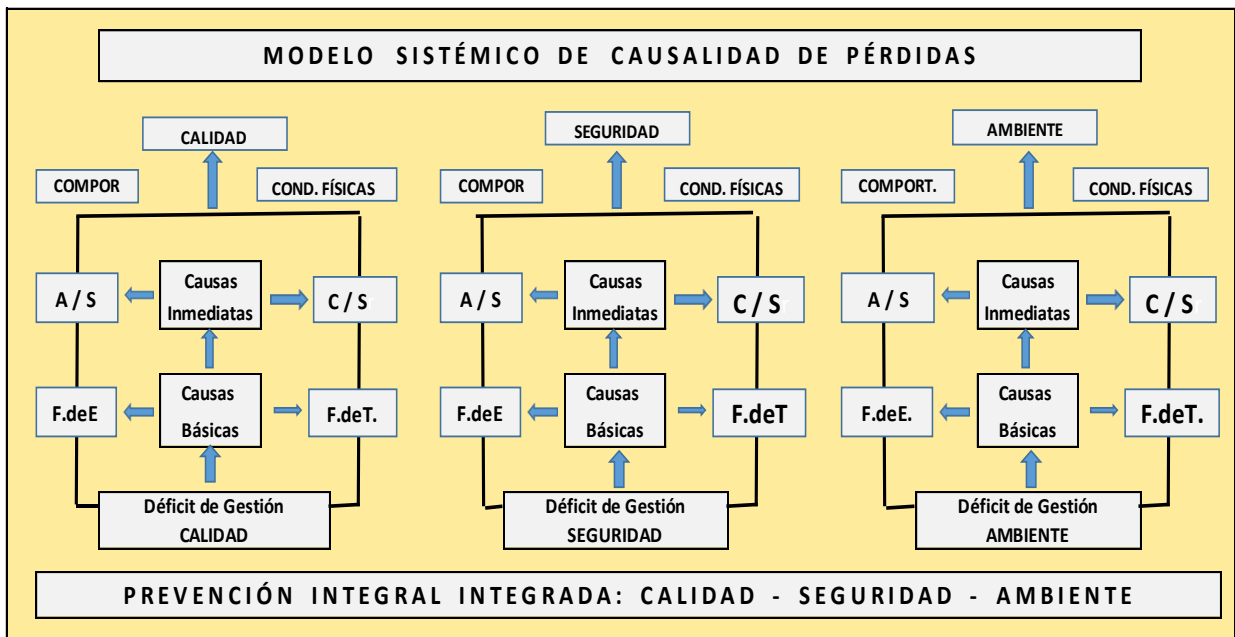 MODELO SISTÉMICO DE CAUSALIDAD DE PÉRDIDAS
CALIDAD
COMPOR
COND. FÍSICAS
A / S
Causas
Inmediatas
C / S
F.deE
Causas
Básicas
F.deT.
Déficit de Gestión
CALIDAD
SEGURIDAD
COMPOR
COND. FÍSICAS
A / S
Causas
Inmediatas
C / Sr
F.deE
Causas
Básicas
F.deT
Déficit de Gestión
SEGURIDAD
AMBIENTE
COMPORT.
COND. FÍSICAS
A / S
Causas
Inmediatas
C / S
F.deE.
Causas
Básicas
F.deT.
Déficit de Gestión
AMBIENTE
PREVENCIÓN INTEGRAL INTEGRADA: CALIDAD - SEGURIDAD - AMBIENTE